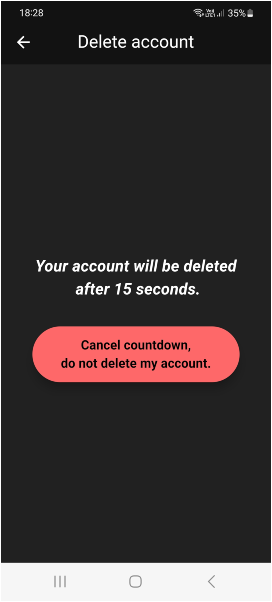 18:28
35%
Delete account
Your account will be deleted
after 15 seconds.
Cancel countdown,
do not delete my account.